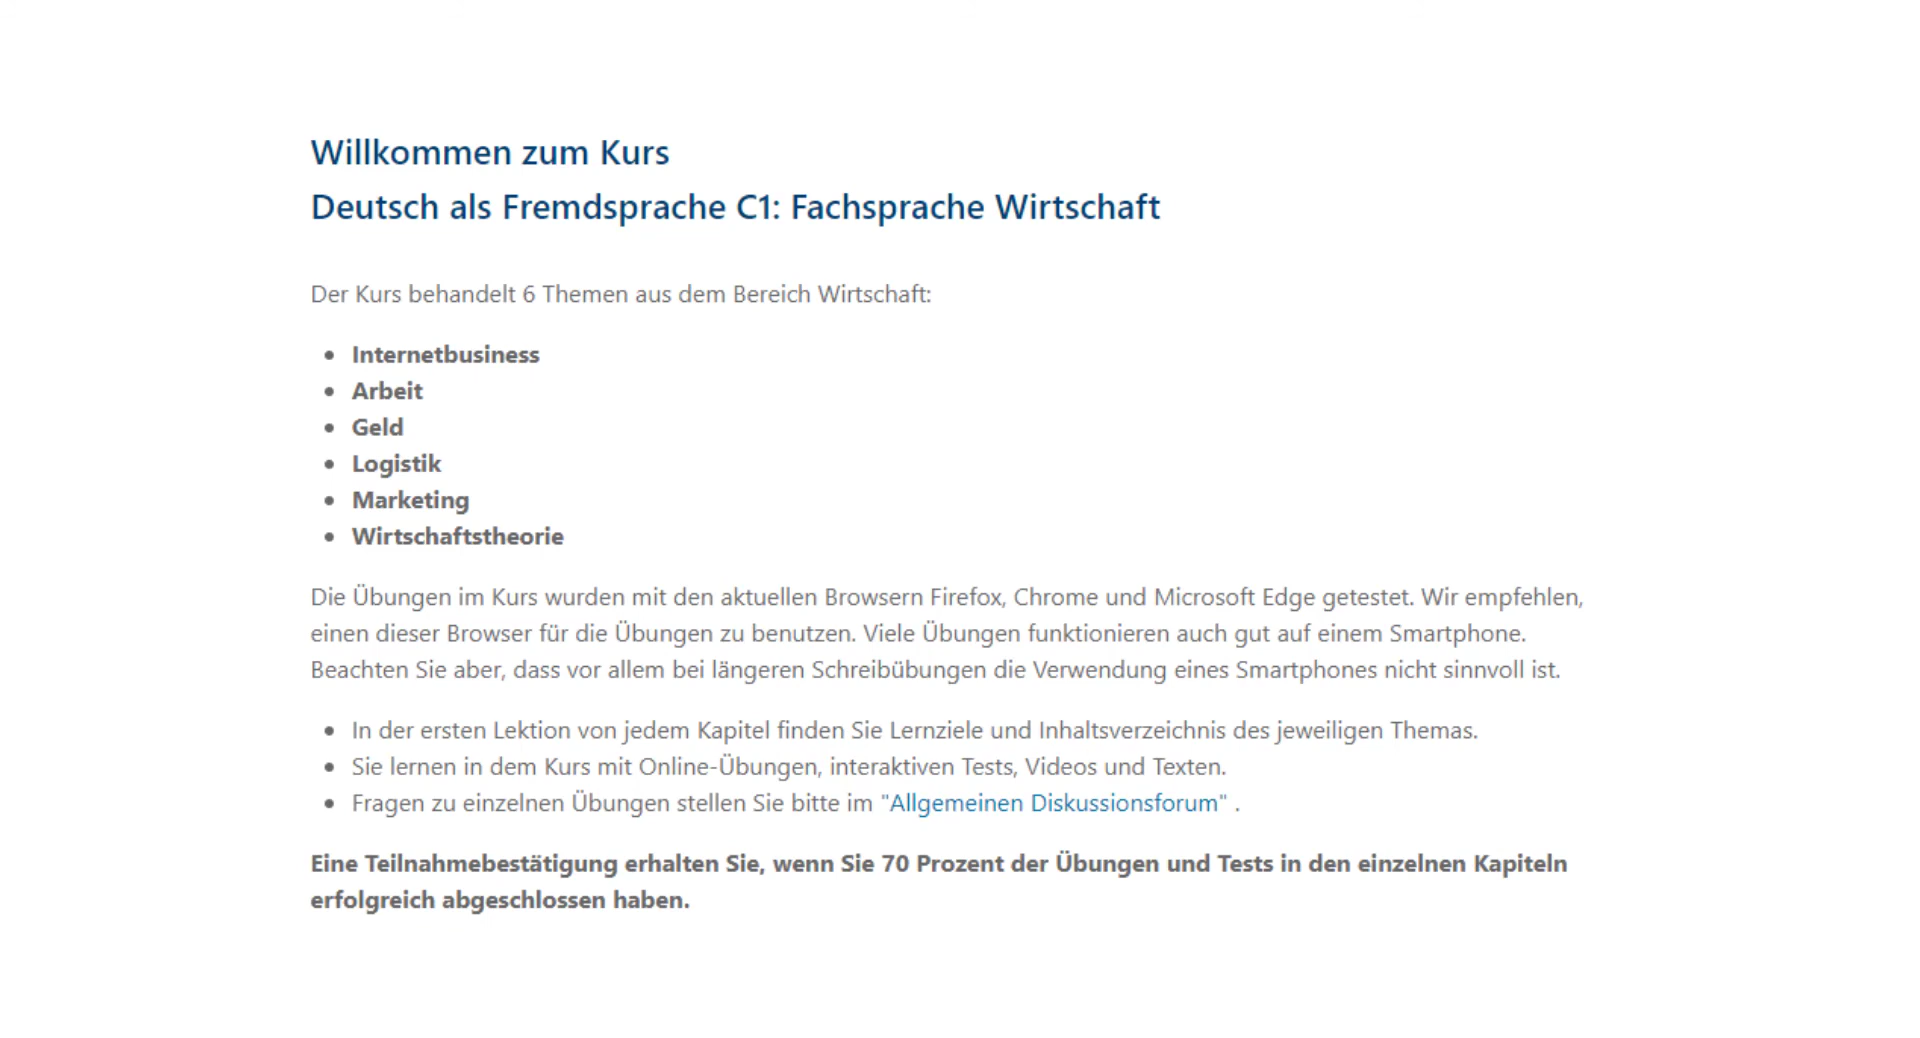 Willkommen zum Kurs
Deutsch als Fremdsprache C1: Fachsprache Wirtschaft
Der Kurs behandelt 6 Themen aus dem Bereich Wirtschaft:
• Internetbusiness
• Arbeit
• Geld
• Logistik
• Marketing
• Wirtschaftstheorie
Die Übungen im Kurs wurden mit den aktuellen Browsern Firefox, Chrome und Microsoft Edge getestet. Wir empfehlen,
einen dieser Browser für die Übungen zu benutzen. Viele Übungen funktionieren auch gut auf einem Smartphone.
Beachten Sie aber, dass vor allem bei längeren Schreibübungen die Verwendung eines Smartphones nicht sinnvoll ist.
• In der ersten Lektion von jedem Kapitel finden Sie Lernziele und Inhaltsverzeichnis des jeweiligen Themas.
• Sie lernen in dem Kurs mit Online-Übungen, interaktiven Tests, Videos und Texten.
• Fragen zu einzelnen Übungen stellen Sie bitte im "Allgemeinen Diskussionsforum" .
Eine Teilnahmebestätigung erhalten Sie, wenn Sie 70 Prozent der Übungen und Tests in den einzelnen Kapiteln
erfolgreich abgeschlossen haben.